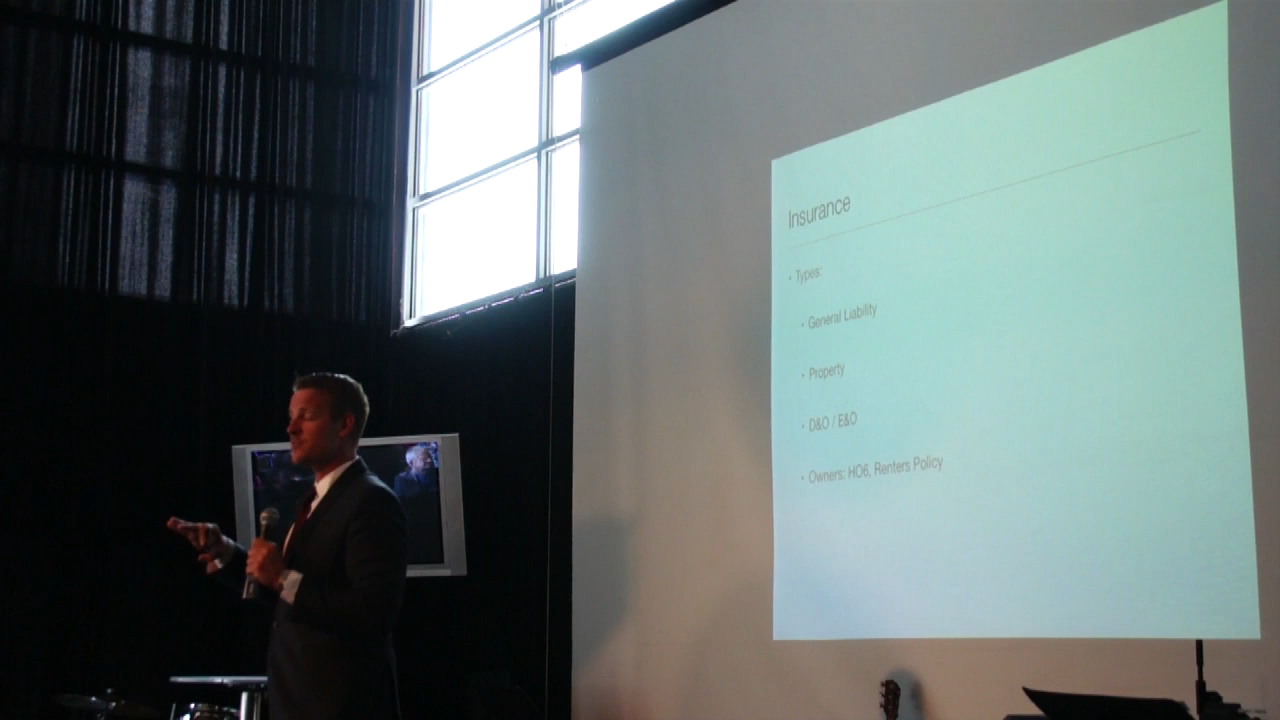 Insurance
• Types:
• General Liability
• Property
• D&O / E&O
• Owners: HO6, Renters Policy